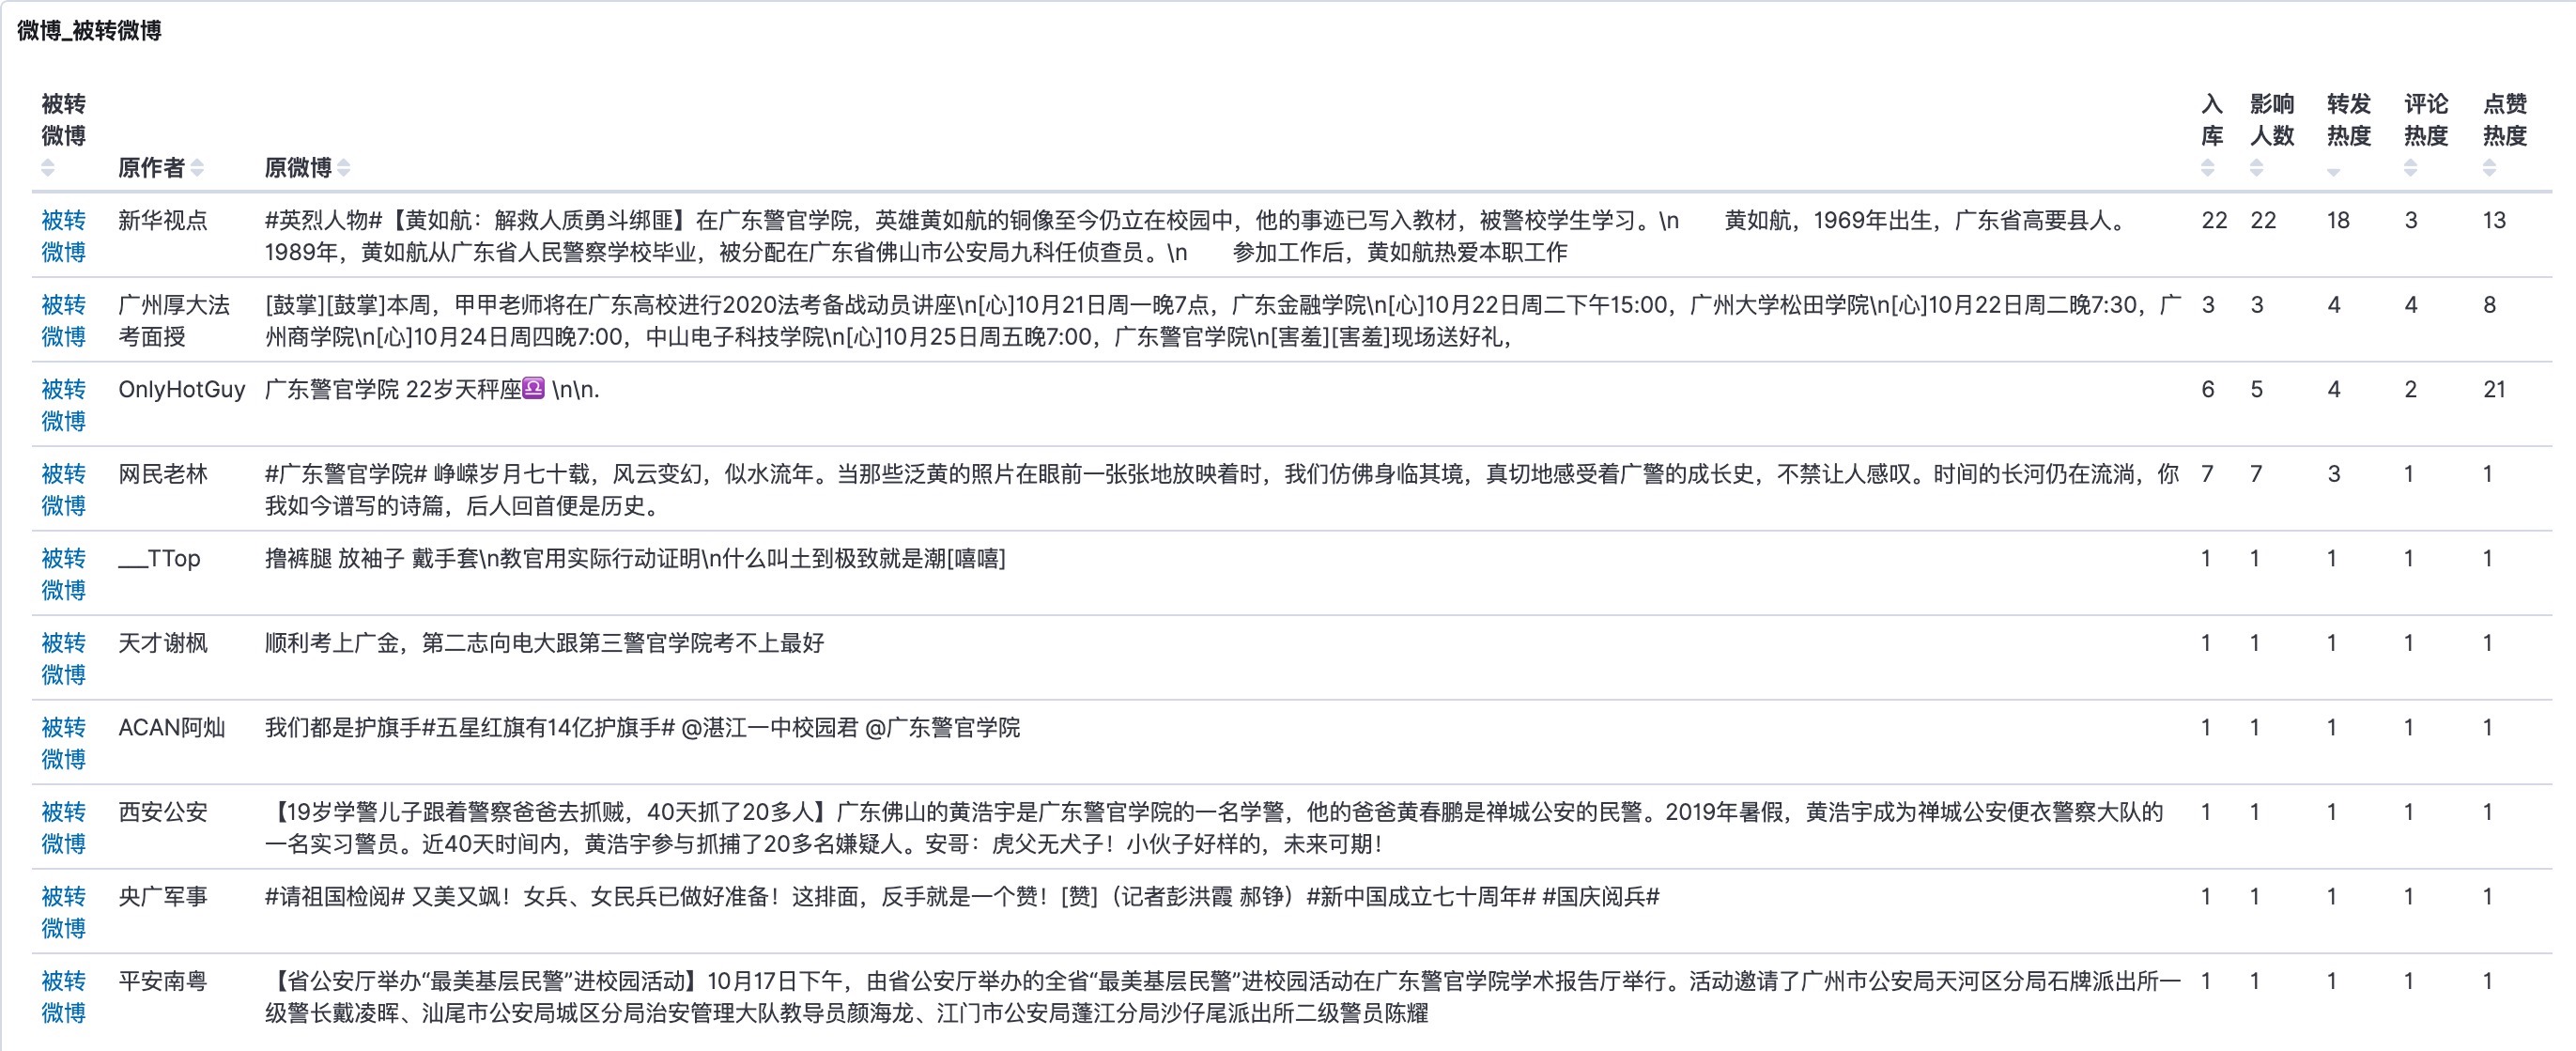 微博_被转微博
被转微博 原作者 原微博 入库 影响人数 转发热度 评论热度 点赞热度
被转 新华视点 #英烈人物#【黄如航：解救人质勇斗绑匪】在广东警官学院，英雄黄如航的铜像至今仍立在校园中，他的事迹已写入教材，被警校学生学习。\n　　黄如航，1969年出生，广东省高要县人。 22 22 18 3 13
微博 1989年，黄如航从广东省人民警察学校毕业，被分配在广东省佛山市公安局九科任侦查员。\n　　参加工作后，黄如航热爱本职工作
被转 广州厚大法 [鼓掌][鼓掌]本周，甲甲老师将在广东高校进行2020法考备战动员讲座\n[心]10月21日周一晚7点，广东金融学院\n[心]10月22日周二下午15:00，广州大学松田学院\n[心]10月22日周二晚7:30，广 3 3 4 4 8
微博 考面授 州商学院\n[心]10月24日周四晚7:00，中山电子科技学院\n[心]10月25日周五晚7:00，广东警官学院\n[害羞][害羞]现场送好礼，
被转 OnlyHotGuy 广东警官学院 22岁天秤座♎ \n\n. 6 5 4 2 21
微博
被转 网民老林 #广东警官学院# 峥嵘岁月七十载，风云变幻，似水流年。当那些泛黄的照片在眼前一张张地放映着时，我们仿佛身临其境，真切地感受着广警的成长史，不禁让人感叹。时间的长河仍在流淌，你 7 7 3 1 1
微博 我如今谱写的诗篇，后人回首便是历史。
被转 ___TTop 撸裤腿 放袖子 戴手套\n教官用实际行动证明\n什么叫土到极致就是潮[嘻嘻] 1 1 1 1 1
微博
被转 天才谢枫 顺利考上广金，第二志向电大跟第三警官学院考不上最好 1 1 1 1 1
微博
被转 ACAN阿灿 我们都是护旗手#五星红旗有14亿护旗手# @湛江一中校园君 @广东警官学院 1 1 1 1 1
微博
被转 西安公安 【19岁学警儿子跟着警察爸爸去抓贼，40天抓了20多人】广东佛山的黄浩宇是广东警官学院的一名学警，他的爸爸黄春鹏是禅城公安的民警。2019年暑假，黄浩宇成为禅城公安便衣警察大队的 1 1 1 1 1
微博 一名实习警员。近40天时间内，黄浩宇参与抓捕了20多名嫌疑人。安哥：虎父无犬子！小伙子好样的，未来可期！
被转 央广军事 #请祖国检阅# 又美又飒！女兵、女民兵已做好准备！这排面，反手就是一个赞！[赞]（记者彭洪霞 郝铮）#新中国成立七十周年# #国庆阅兵# 1 1 1 1 1
微博
被转 平安南粤 【省公安厅举办“最美基层民警”进校园活动】10月17日下午，由省公安厅举办的全省“最美基层民警”进校园活动在广东警官学院学术报告厅举行。活动邀请了广州市公安局天河区分局石牌派出所一 1 1 1 1 1
微博 级警长戴凌晖、汕尾市公安局城区分局治安管理大队教导员颜海龙、江门市公安局蓬江分局沙仔尾派出所二级警员陈耀